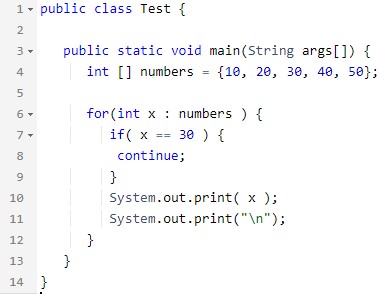 1 public class Test {
2
3 public static void main(String args[]) {
4 int [] numbers = {10, 20, 30, 40, 50};
5
6 for(int x : numbers ) {
7 if( x == 30 ) {
8 continue;
9 }
10 System.out.print( x );
11 System.out.print("\n");
12 }
13 }
14 }